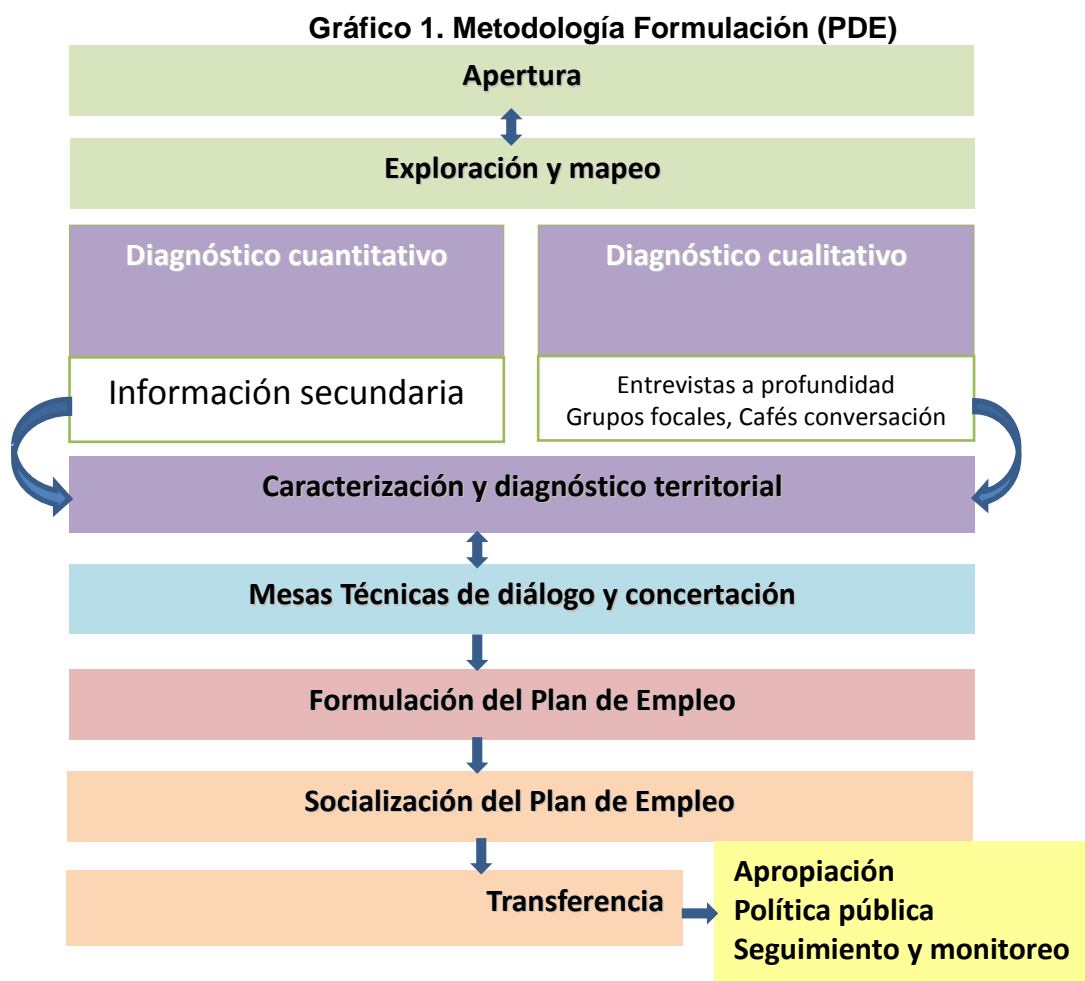 Gráfico 1. Metodología Formulación (PDE)
Apertura
Exploración y mapeo
Diagnóstico cuantitativo
Diagnóstico cualitativo
Información secundaria
Entrevistas a profundidad
Grupos focales, Cafés conversación
Caracterización y diagnóstico territorial
Mesas Técnicas de diálogo y concertación
Formulación del Plan de Empleo
Socialización del Plan de Empleo
Transferencia
Apropiación
Política pública
Seguimiento y monitoreo